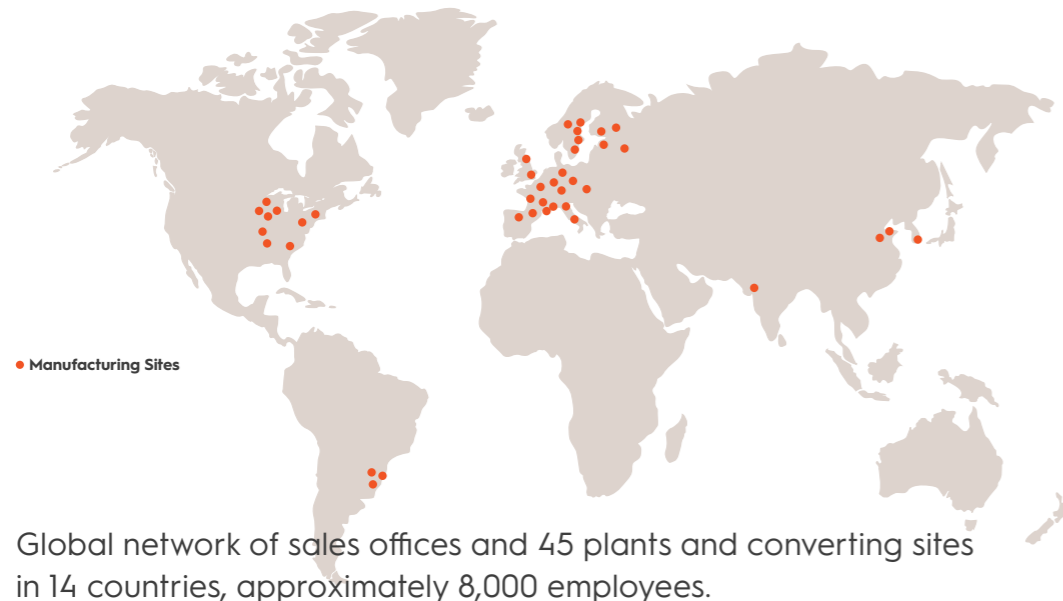 Manufacturing Sites
Global network of sales offices and 45 plants and converting sites
in 14 countries, approximately 8,000 employees.